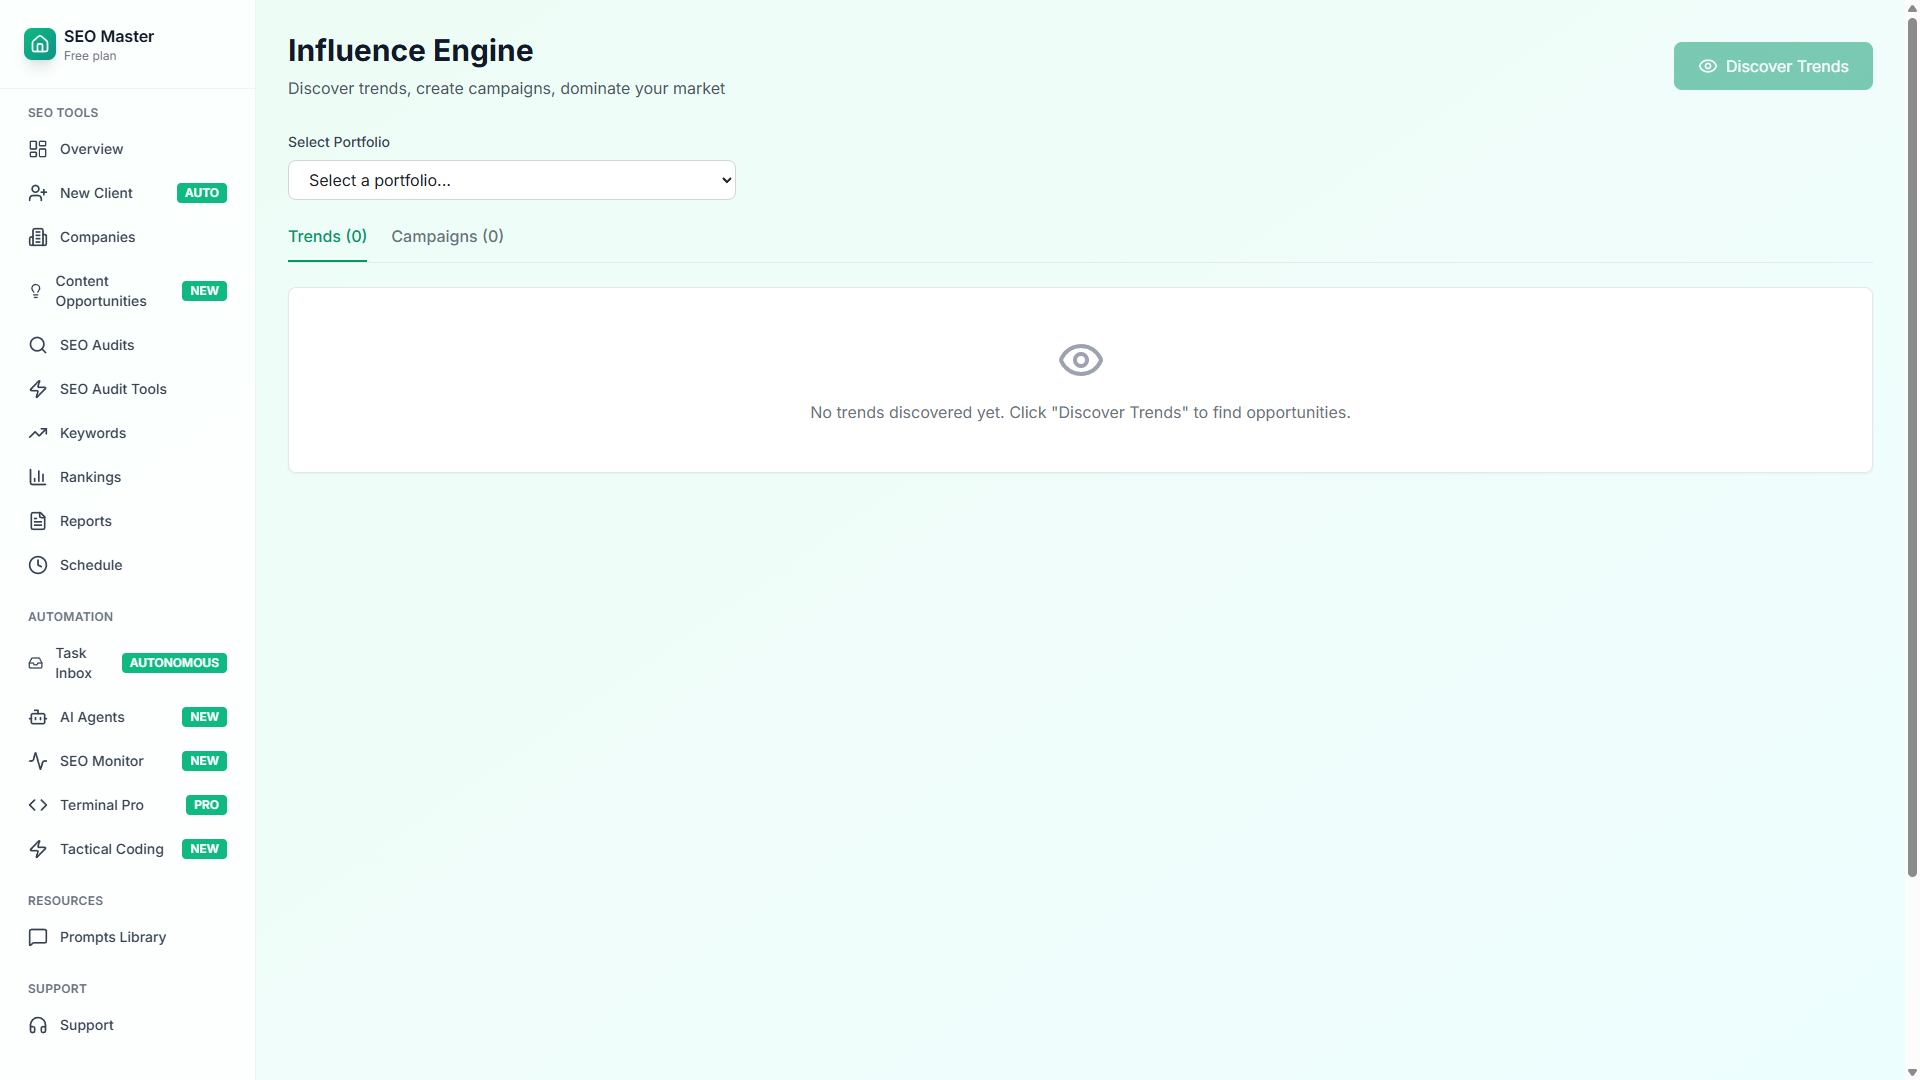 SEO Master
Free plan
SEO TOOLS
Overview
New Client AUTO
Companies
Content
Opportunities
NEW
SEO Audits
SEO Audit Tools
Keywords
Rankings
Reports
Schedule
AUTOMATION
Task
Inbox
AUTONOMOUS
AI Agents NEW
SEO Monitor NEW
Terminal Pro PRO
Tactical Coding NEW
RESOURCES
Prompts Library
SUPPORT
Support
Influence Engine
Discover trends, create campaigns, dominate your market
Discover Trends
Select Portfolio
Select a portfolio...
Trends (0) Campaigns (0)
No trends discovered yet. Click "Discover Trends" to find opportunities.